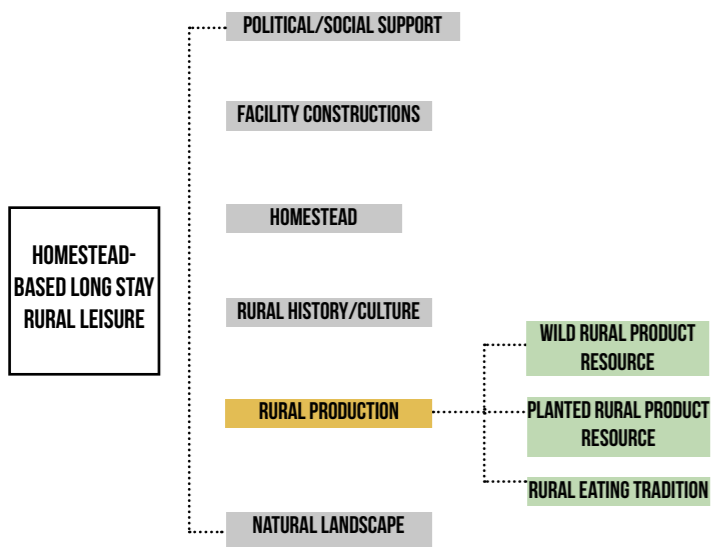 POLITICAL/SOCIAL SUPPORT
FACILITY CONSTRUCTIONS
HOMESTEAD
HOMESTEAD-
BASED LONG STAY
RURAL LEISURE
RURAL HISTORY/CULTURE
WILD RURAL PRODUCT
RESOURCE
RURAL PRODUCTION
PLANTED RURAL PRODUCT
RESOURCE
RURAL EATING TRADITION
NATURAL LANDSCAPE